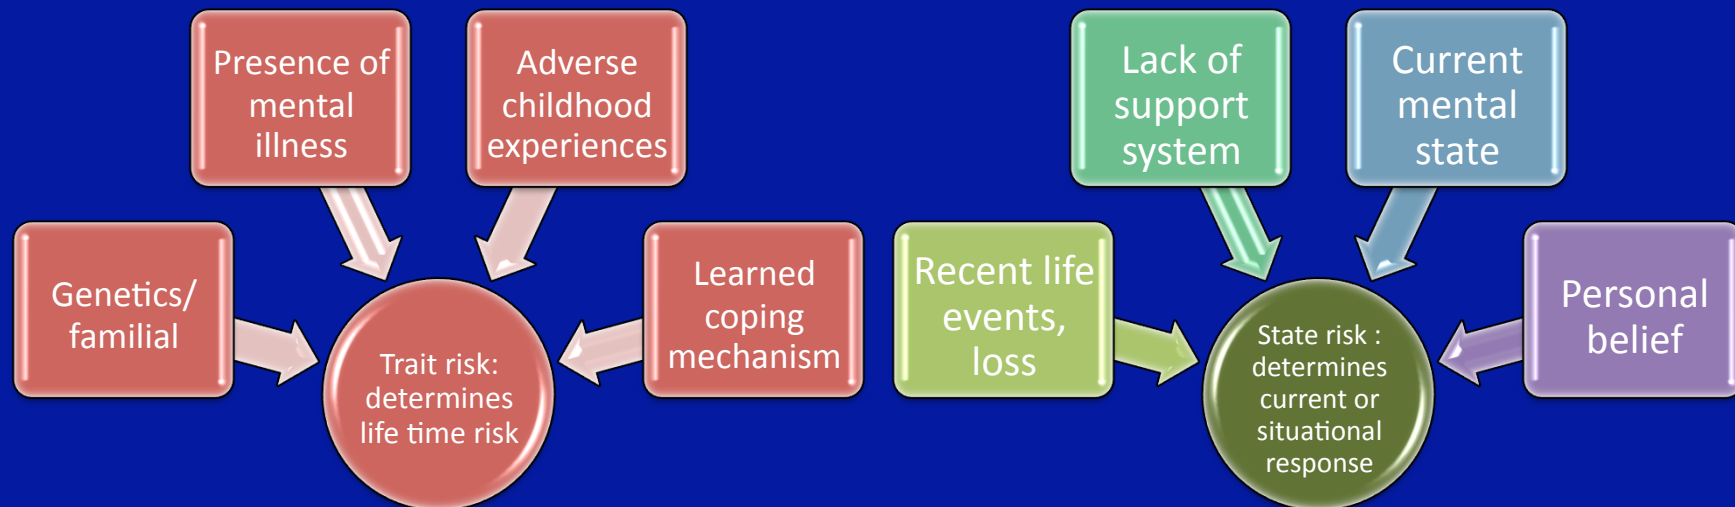 Presence of
mental
illness
Adverse
childhood
experiences
Genetics/
familial
Learned
coping
mechanism
Trait risk:
determines
life time risk
Lack of
support
system
Current
mental
state
Recent life
events,
loss
Personal
belief
State risk :
determines
current or
situational
response